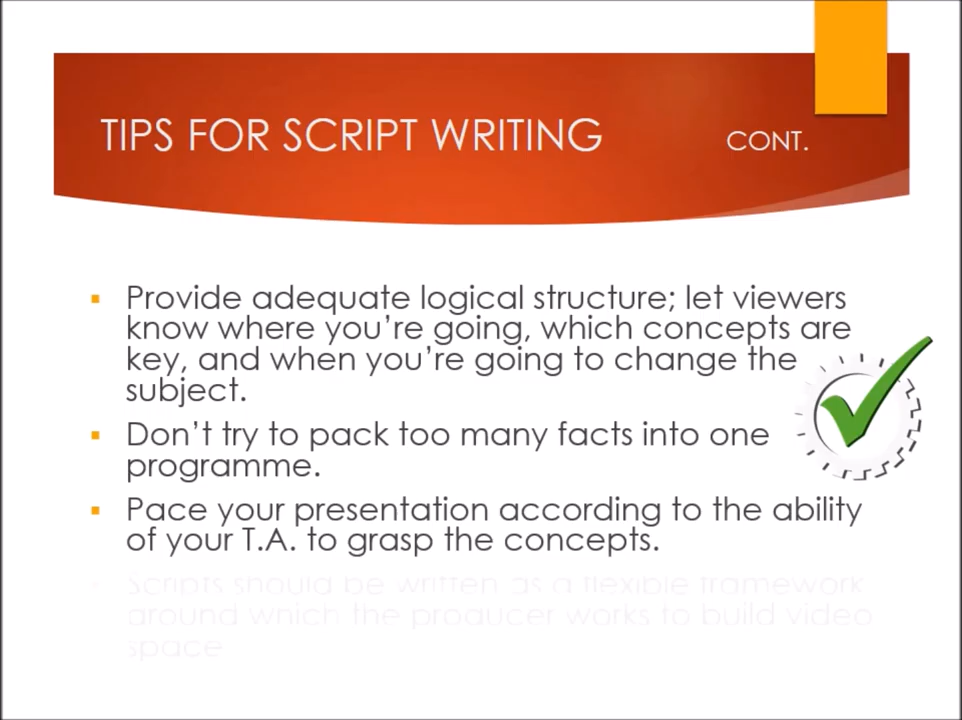 TIPS FOR SCRIPT WRITING CONT.
Provide adequate logical structure; let viewers
know where you're going, which concepts are
key, and when you're going to change the
subject.
Don't try to pack too many facts into one
programme.
Pace your presentation according to the ability
of your T.A. to grasp the concepts.
Scripts should be written as a flexible framework
around which the producer works to build video
space